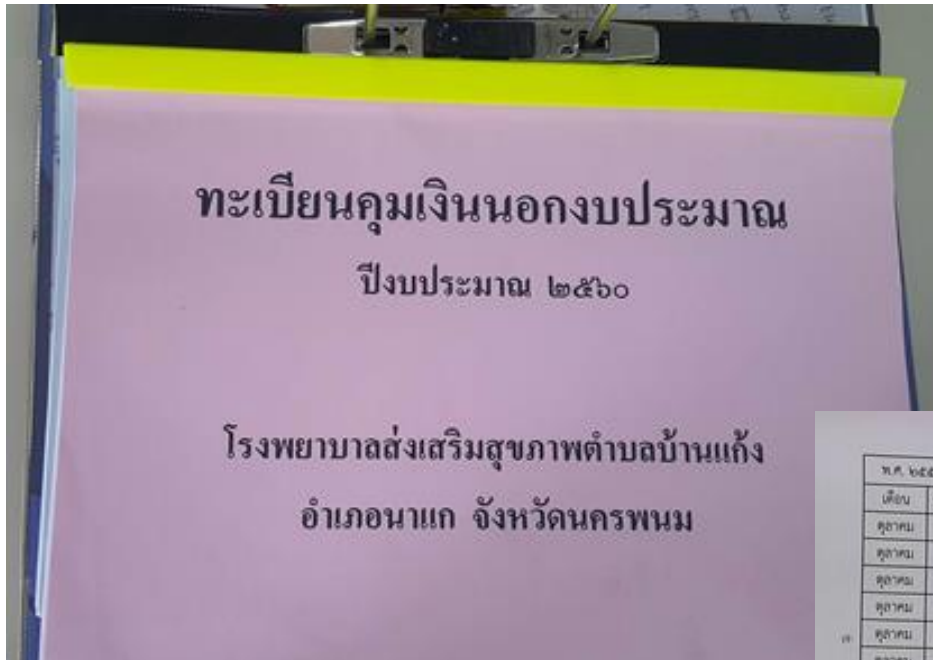 ทะเบียนคุมเงินนอกงบประมาณ
ปีงบประมาณ ๒๕๖๐
โรงพยาบาลส่งเสริมสุขภาพตำบลบ้านแก้ง
อำเภอนาแก จังหวัดนครพนม
พ.ศ.
เดือน
ตุลาคม
ตุลาคม
ตุลาคม
ตุลาคม
ตุลาคม